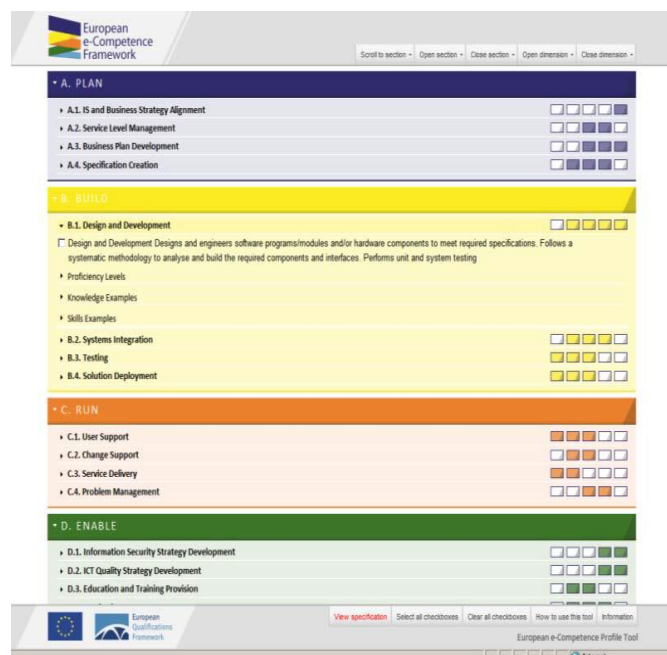 European
e-Competence
Framework
Scroll to section Open section Close section Open dimension Close dimension
A. PLAN
A.1. IS and Business Strategy Alignment
A.2. Service Level Management
A.3. Business Plan Development
A.4. Specification Creation
B. BUILD
B.1. Design and Development
Design and Development Designs and engineers software programs/modules and/or hardware components to meet required specifications. Follows a
systematic methodology to analyse and build the required components and interfaces. Performs unit and system testing
Proficiency Levels
Knowledge Examples
Skills Examples
B.2. Systems Integration
B.3. Testing
B.4. Solution Deployment
C. RUN
C.1. User Support
C.2. Change Support
C.3. Service Delivery
C.4. Problem Management
D. ENABLE
D.1. Information Security Strategy Development
D.2. ICT Quality Strategy Development
D.3. Education and Training Provision
European
Qualifications
Framework
View specification Select all checkboxes Clear all checkboxes How to use this tool Information
European e-Competence Profile Tool